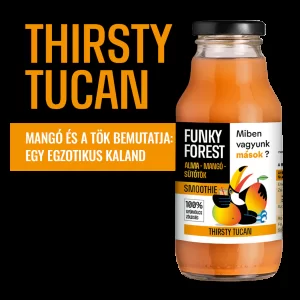 THIRSTY
TUCAN
MANGÓ ÉS A TÖK BEMUTATJA:
EGY EGZOTIKUS KALAND
FUNKY
FOREST
ALMA · MANGÓ ·
SÜTŐTÖK
SMOOTHIE
100%
THIRSTY TUCAN
Miben
vagyunk
mások?